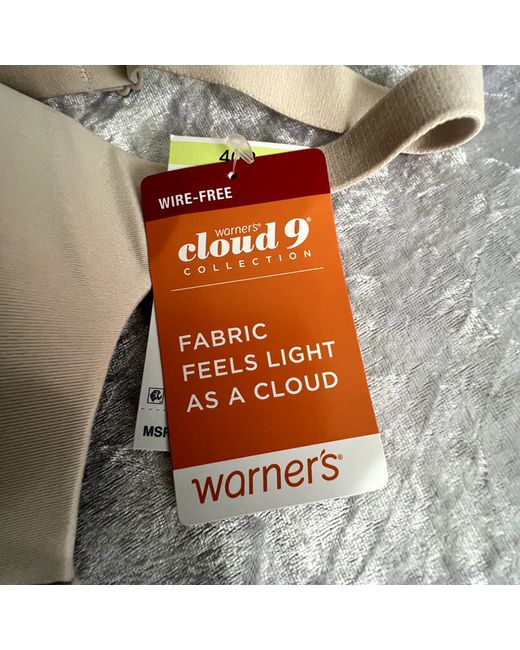 WIRE-FREE
warner's®
cloud 9®
COLLECTION
FABRIC
FEELS LIGHT
AS A CLOUD
warner's®